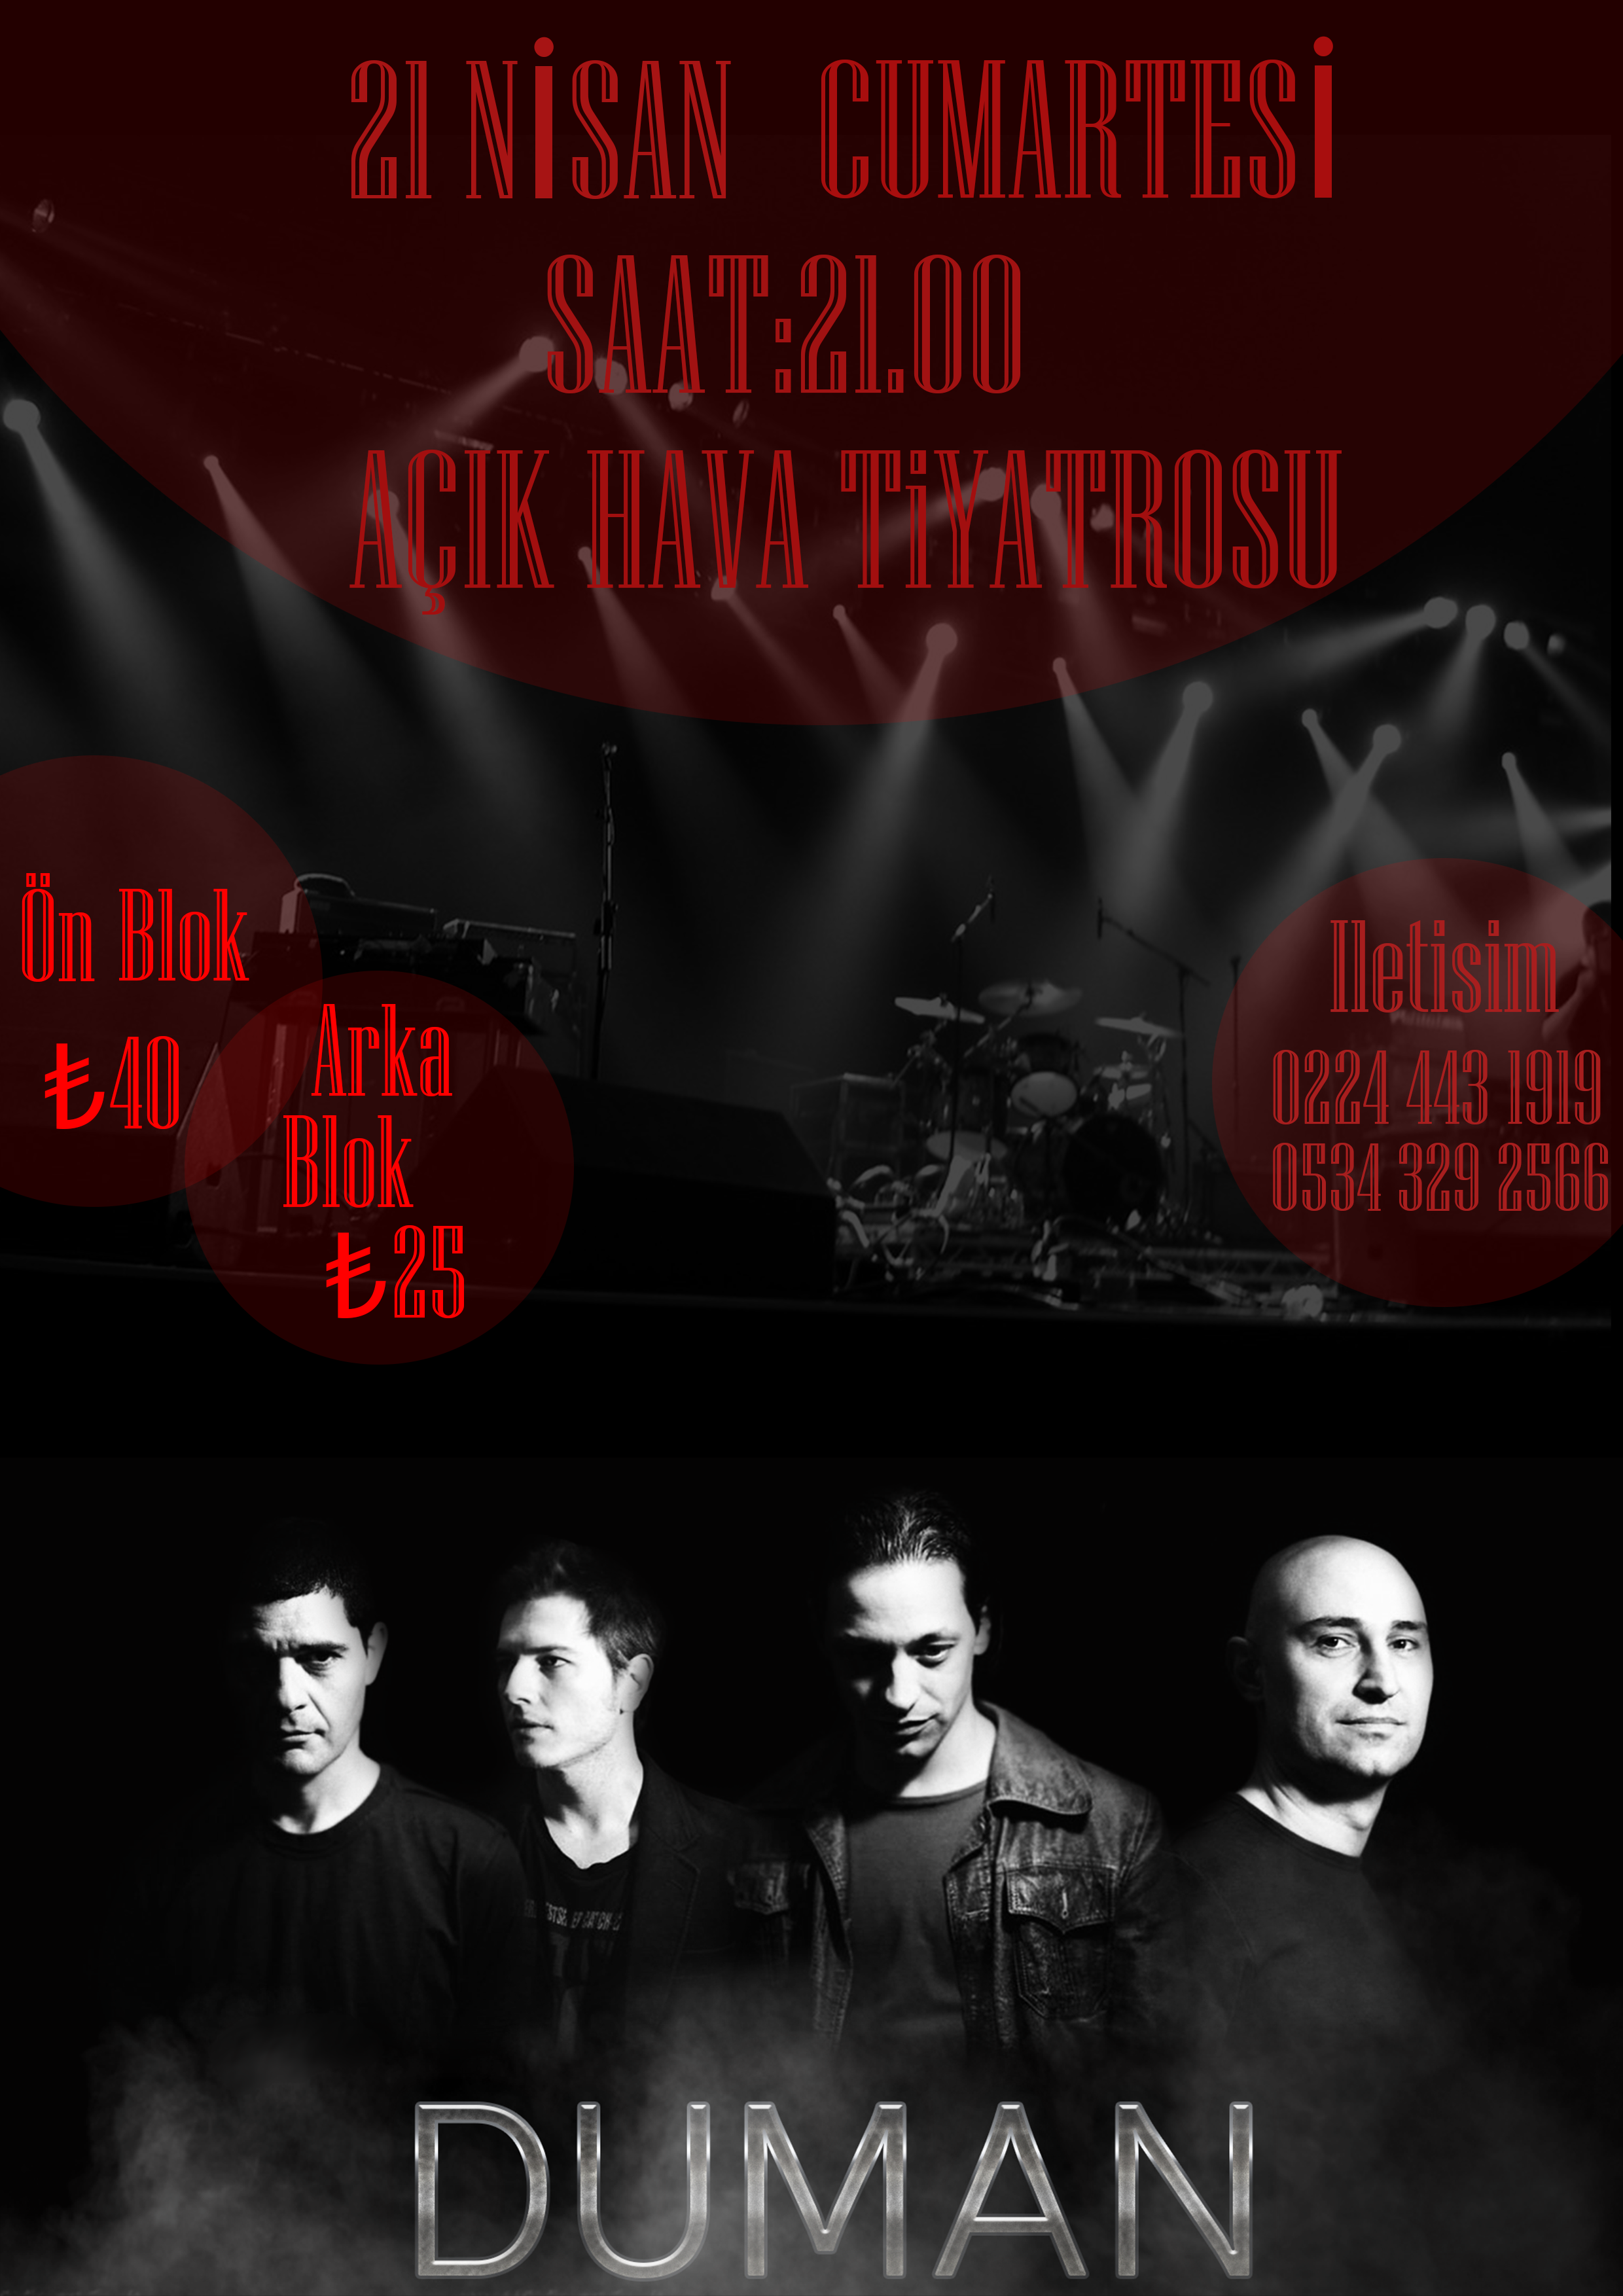 21 NİSAN CUMARTESİ
SAAT:21.00
AÇIK HAVA TİYATROSU
Ön Blok
₺40
Arka
Blok
₺25
Iletisim
0224 443 1919
0534 329 2566
DUMAN